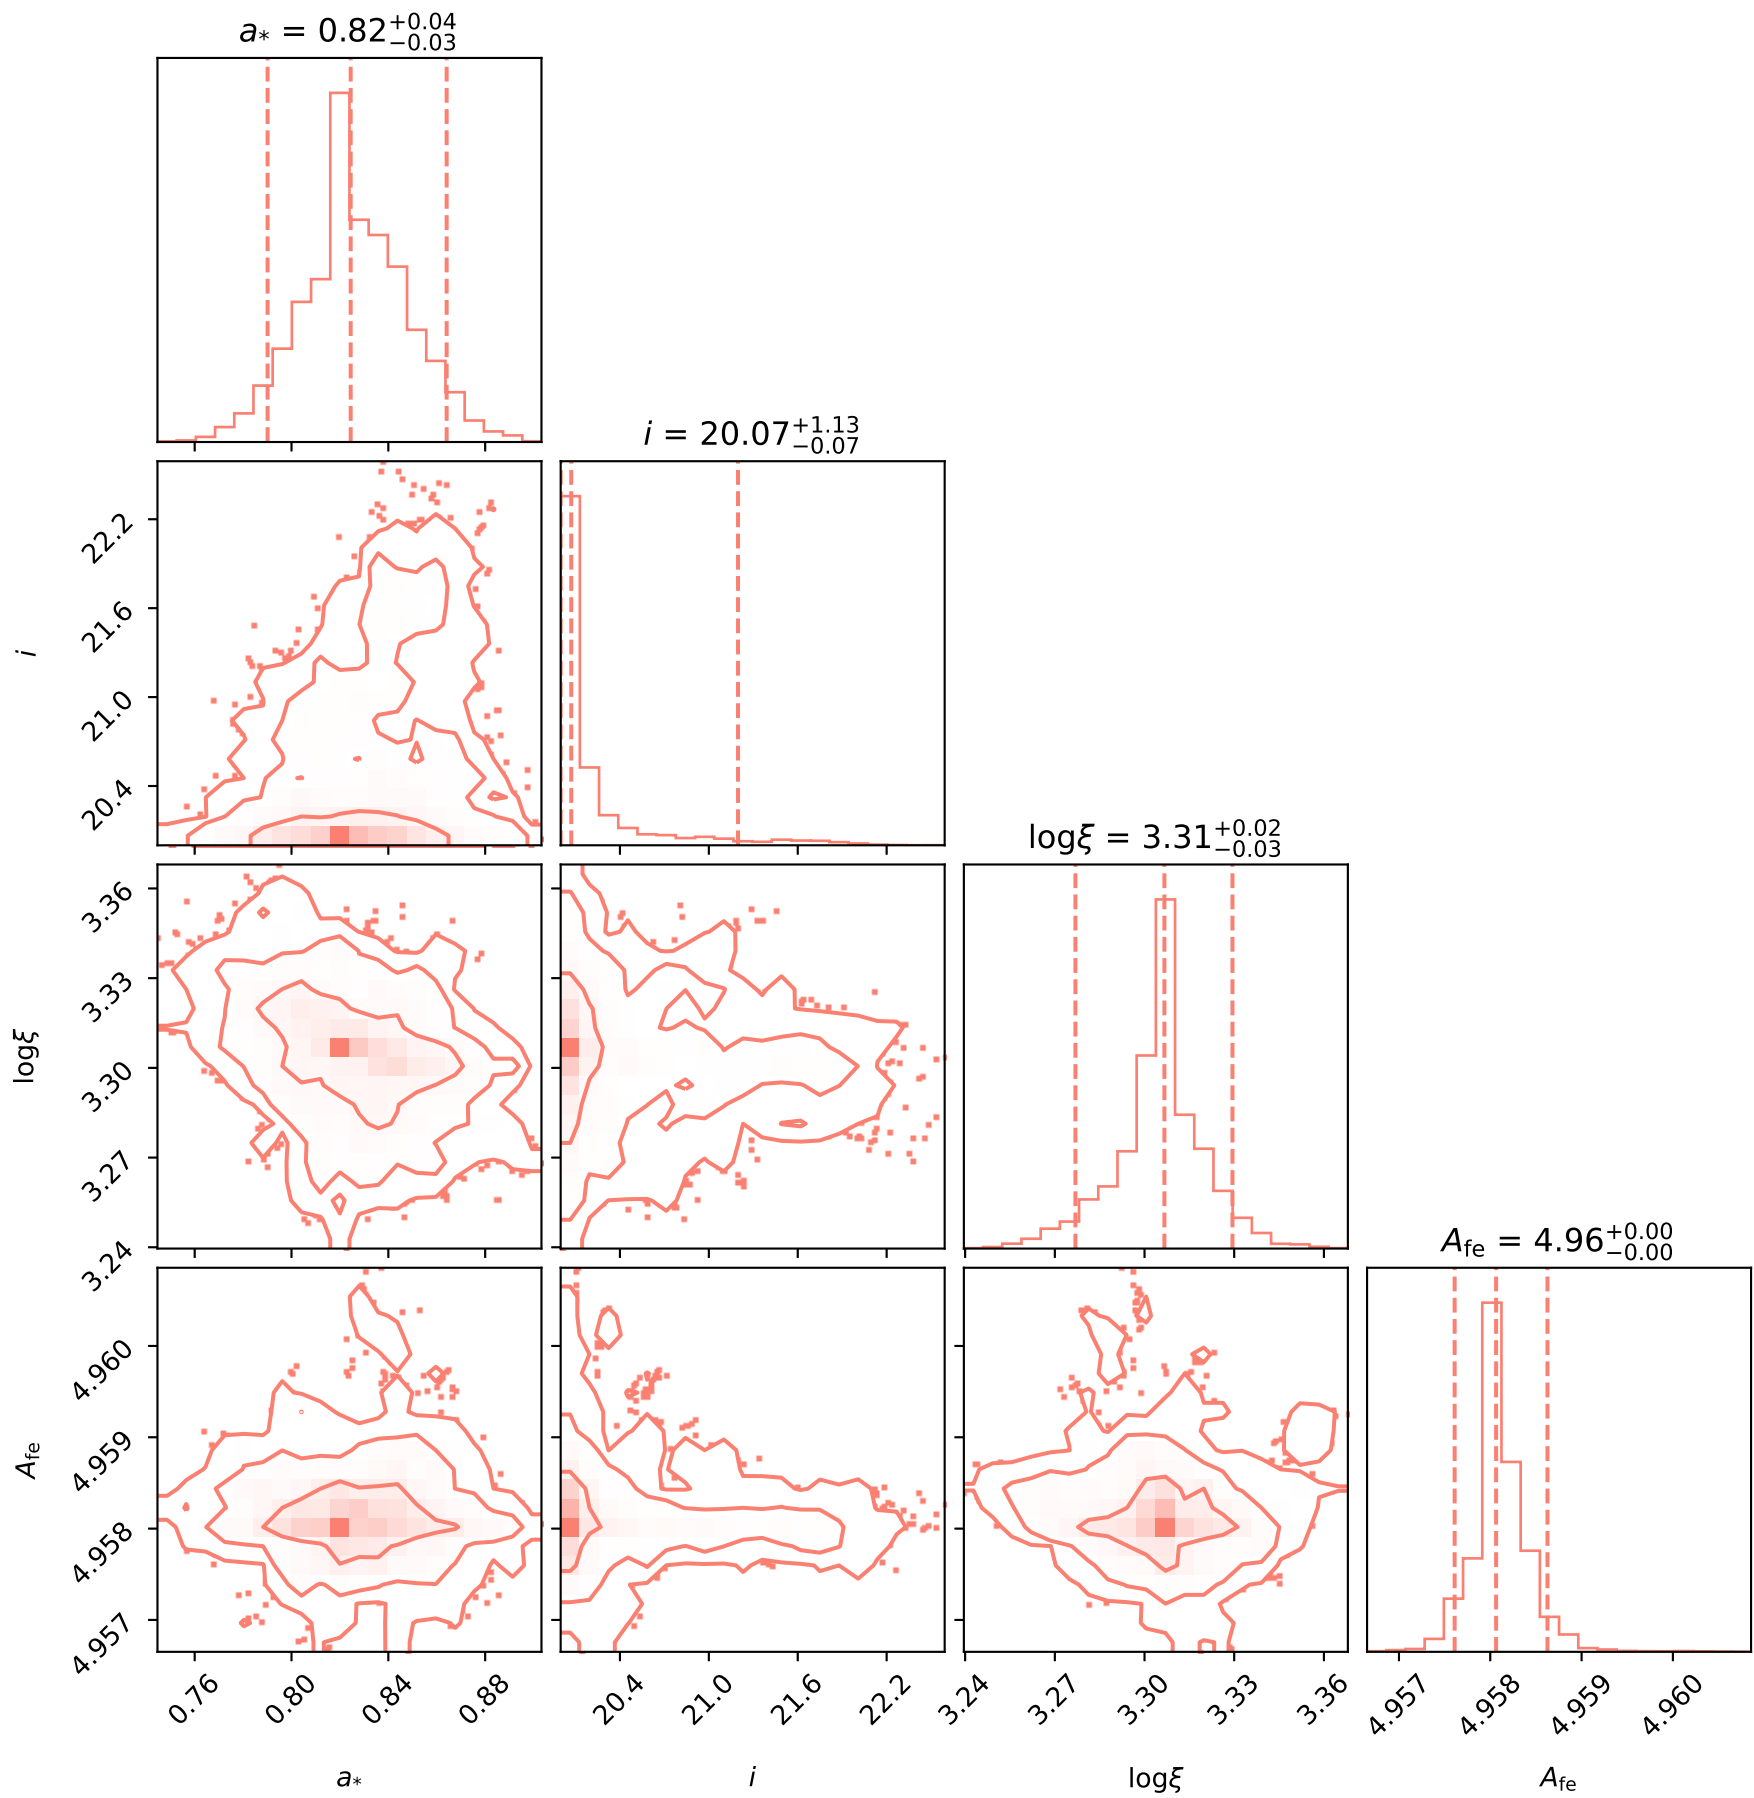 a* = 0.82+0.04−0.03
i = 20.07+1.13−0.07
22.2
21.6
21.0
20.4
i
logξ = 3.31+0.02−0.03
3.36
3.33
3.30
3.27
3.24
logξ
Afe = 4.96+0.00−0.00
4.960
4.959
4.958
4.957
Afe
0.76 0.80 0.84 0.88 20.4 21.0 21.6 22.2 3.24 3.27 3.30 3.33 3.36 4.957 4.958 4.959 4.960
a* i logξ Afe